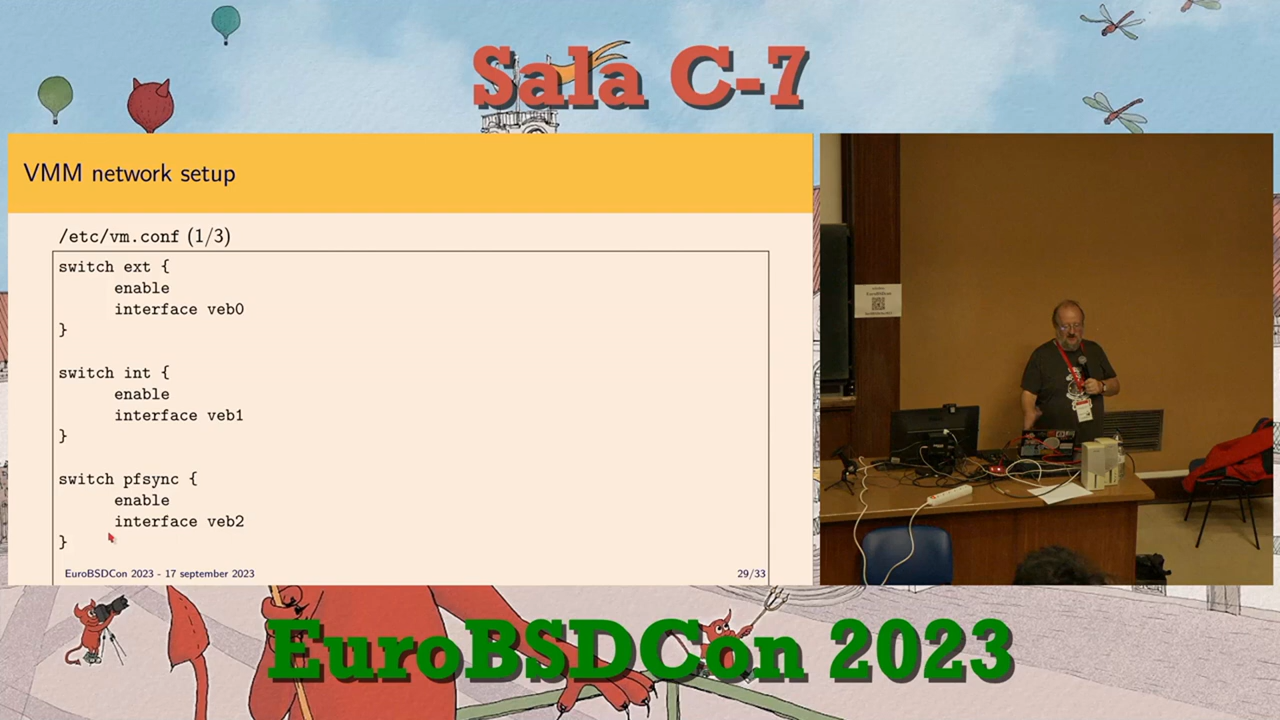 Sala C-7
VMM network setup
/etc/vm.conf (1/3)
switch ext {
enable
interface veb0
}
switch int {
enable
interface veb1
}
switch pfsync {
enable
interface veb2
}
EuroBSDCon 2023 - 17 september 2023
29/33
EuroBSDCon 2023